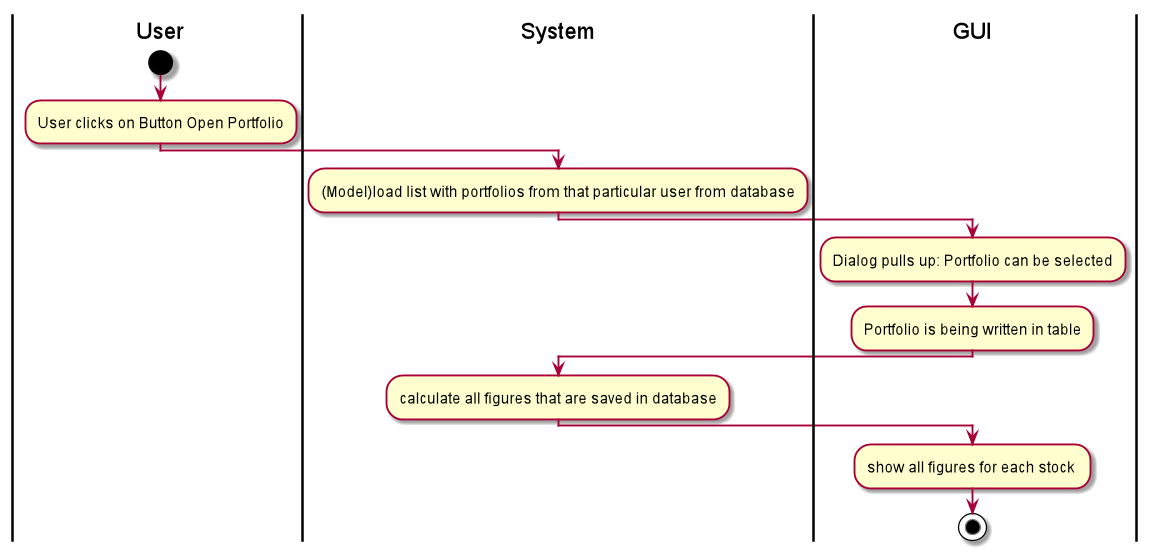 User
System
GUI
User clicks on Button Open Portfolio
(Model)load list with portfolios from that particular user from database
Dialog pulls up: Portfolio can be selected
Portfolio is being written in table
calculate all figures that are saved in database
show all figures for each stock